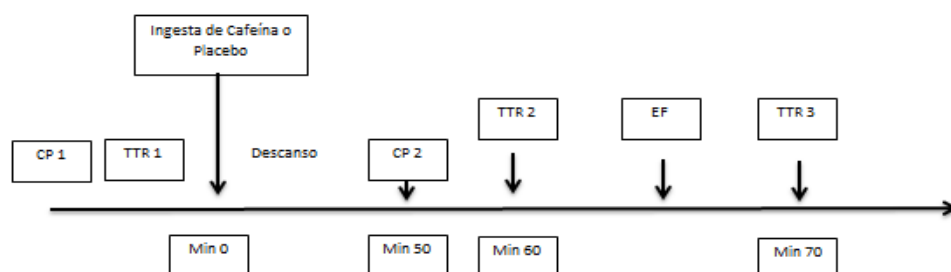 Ingesta de Cafeína o
Placebo
TTR 2
EF
TTR 3
CP 1
TTR 1
Descanso
CP 2
Min 0
Min 50
Min 60
Min 70